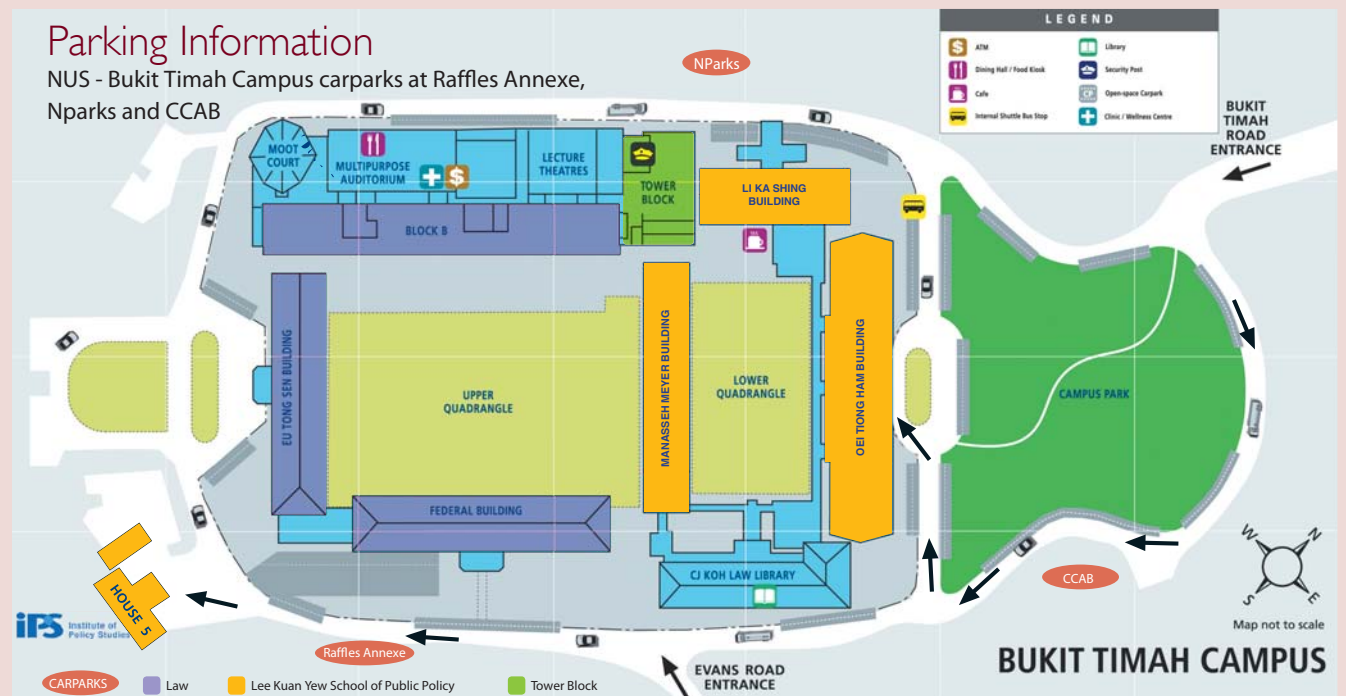 Parking Information
NUS - Bukit Timah Campus carparks at Raffles Annexe,
Nparks and CCAB
NParks
LEGEND
$ ATM
Library
Dining Hall / Food Kiosk
Security Post
Cafe
CP Open-space Carpark
Internal Shuttle Bus Stop
Clinic / Wellness Centre
BUKIT
TIMAH
ROAD
ENTRANCE
MOOT
COURT
MULTIPURPOSE
AUDITORIUM
$
LECTURE
THEATRES
TOWER
BLOCK
LI KA SHING
BUILDING
BLOCK B
EU TONG SEN BUILDING
UPPER
QUADRANGLE
MANASSEH MEYER BUILDING
LOWER
QUADRANGLE
OEI TIONG HAM BUILDING
CAMPUS PARK
FEDERAL BUILDING
CJ KOH LAW LIBRARY
CCAB
W N
S E
Map not to scale
HOUSE 5
iPS Institute of
Policy Studies
Raffles Annexe
EVANS ROAD
ENTRANCE
BUKIT TIMAH CAMPUS
CARPARKS
Law
Lee Kuan Yew School of Public Policy
Tower Block